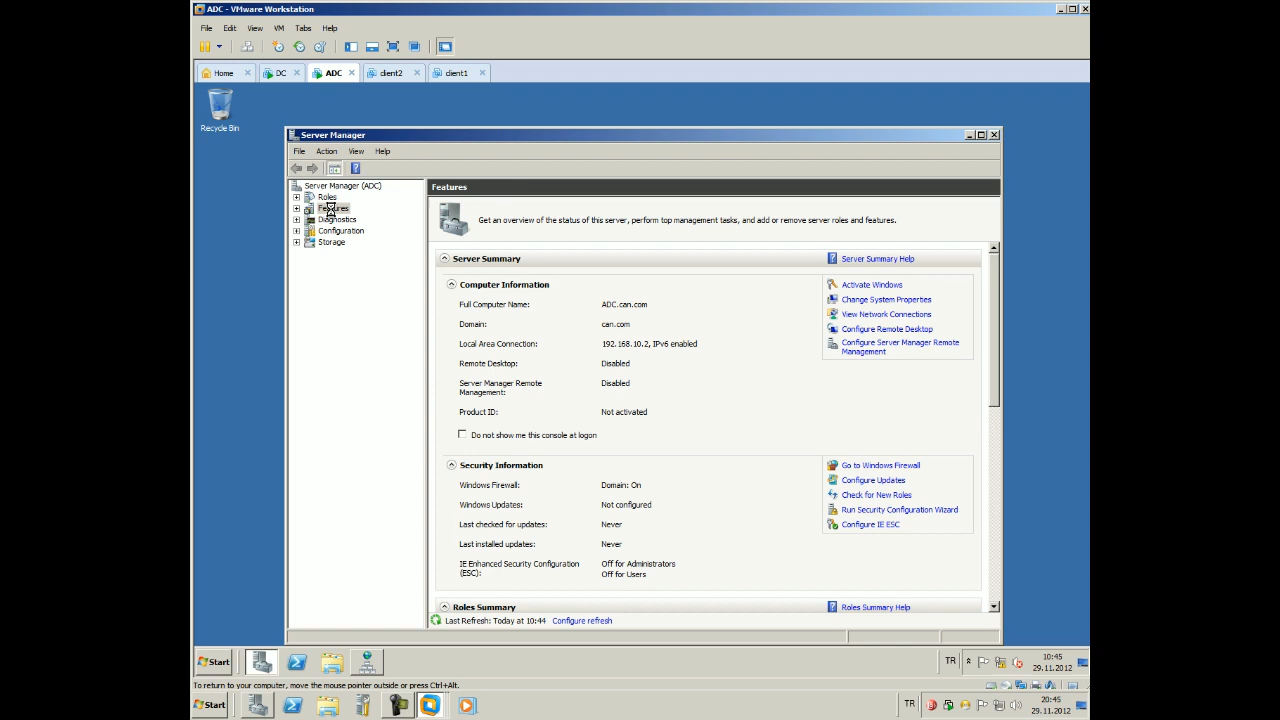 ADC - VMware Workstation
File Edit View VM Tabs Help
Home DC ADC client2 client1
Recycle Bin
Server Manager
File Action View Help
Server Manager (ADC)
Roles
Features
Diagnostics
Configuration
Storage
Features
Get an overview of the status of this server, perform top management tasks, and add or remove server roles and features.
Server Summary
Server Summary Help
Computer Information
Full Computer Name: ADC.can.com
Domain: can.com
Local Area Connection: 192.168.10.2, IPv6 enabled
Remote Desktop: Disabled
Server Manager Remote
Management: Disabled
Product ID: Not activated
Do not show me this console at logon
Activate Windows
Change System Properties
View Network Connections
Configure Remote Desktop
Configure Server Manager Remote
Management
Security Information
Windows Firewall: Domain: On
Windows Updates: Not configured
Last checked for updates: Never
Last installed updates: Never
IE Enhanced Security Configuration
(ESC): Off for Administrators
Off for Users
Go to Windows Firewall
Configure Updates
Check for New Roles
Run Security Configuration Wizard
Configure IE ESC
Roles Summary
Roles Summary Help
Last Refresh: Today at 10:44 Configure refresh
Start
TR
10:45
29.11.2012
To return to your computer, move the mouse pointer outside or press Ctrl+Alt.
Start
TR
20:45
29.11.2012